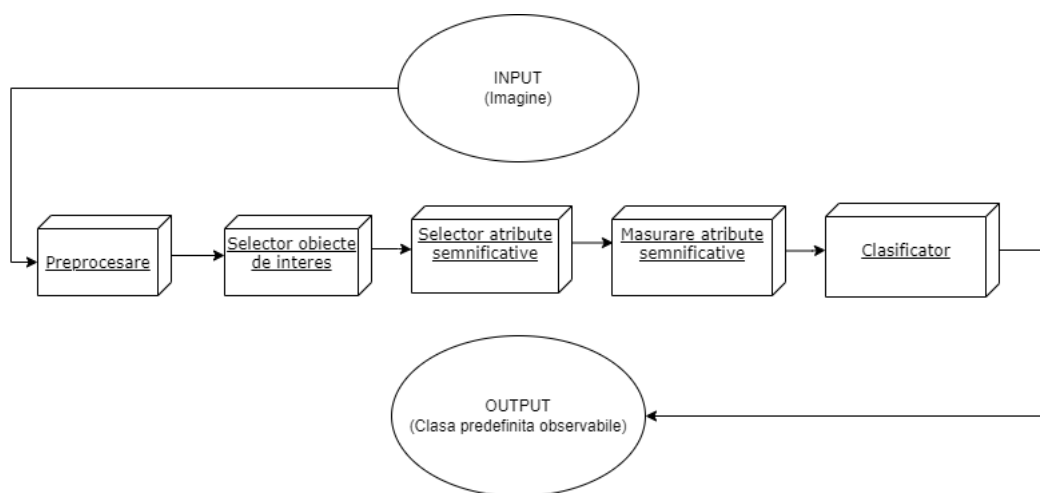 INPUT
(Imagine)
Preprocesare
Selector obiecte
de interes
Selector atribute
semnificative
Masurare atribute
semnificative
Clasificator
OUTPUT
(Clasa predefinita observabile)